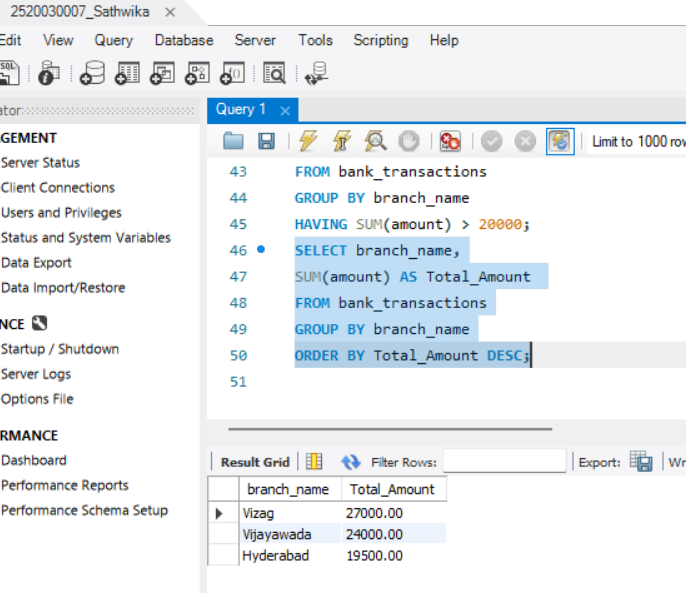 2520030007_Sathwika ×
Edit View Query Database Server Tools Scripting Help
SQL
i f()
ator
GEMENT
Server Status
Client Connections
Users and Privileges
Status and System Variables
Data Export
Data Import/Restore
NCE
Startup / Shutdown
Server Logs
Options File
RMANCE
Dashboard
Performance Reports
Performance Schema Setup
Query 1 ×
Limit to 1000 row
43 FROM bank_transactions
44 GROUP BY branch_name
45 HAVING SUM(amount) > 20000;
46 SELECT branch_name,
47 SUM(amount) AS Total_Amount
48 FROM bank_transactions
49 GROUP BY branch_name
50 ORDER BY Total_Amount DESC;
51
Result Grid Filter Rows: Export: Wr
branch_name Total_Amount
Vizag 27000.00
Vijayawada 24000.00
Hyderabad 19500.00